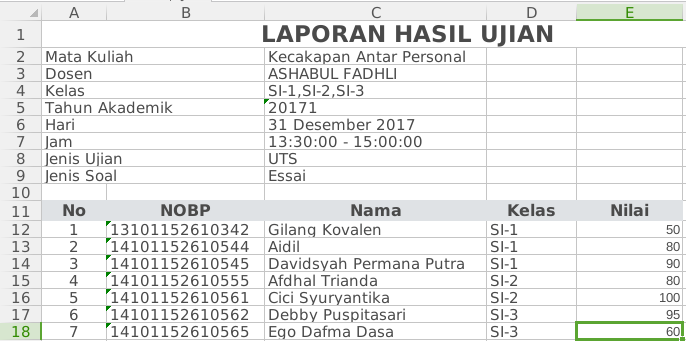 A B C D E
1 LAPORAN HASIL UJIAN
2 Mata Kuliah Kecakapan Antar Personal
3 Dosen ASHABUL FADHLI
4 Kelas SI-1,SI-2,SI-3
5 Tahun Akademik 20171
6 Hari 31 Desember 2017
7 Jam 13:30:00 - 15:00:00
8 Jenis Ujian UTS
9 Jenis Soal Essai
10
11 No NOBP Nama Kelas Nilai
12 1 13101152610342 Gilang Kovalen SI-1 50
13 2 14101152610544 Aidil SI-1 80
14 3 14101152610545 Davidsyah Permana Putra SI-1 90
15 4 14101152610555 Afdhal Trianda SI-2 80
16 5 14101152610561 Cici Syuryantika SI-2 100
17 6 14101152610562 Debby Puspitasari SI-3 95
18 7 14101152610565 Ego Dafma Dasa SI-3 60